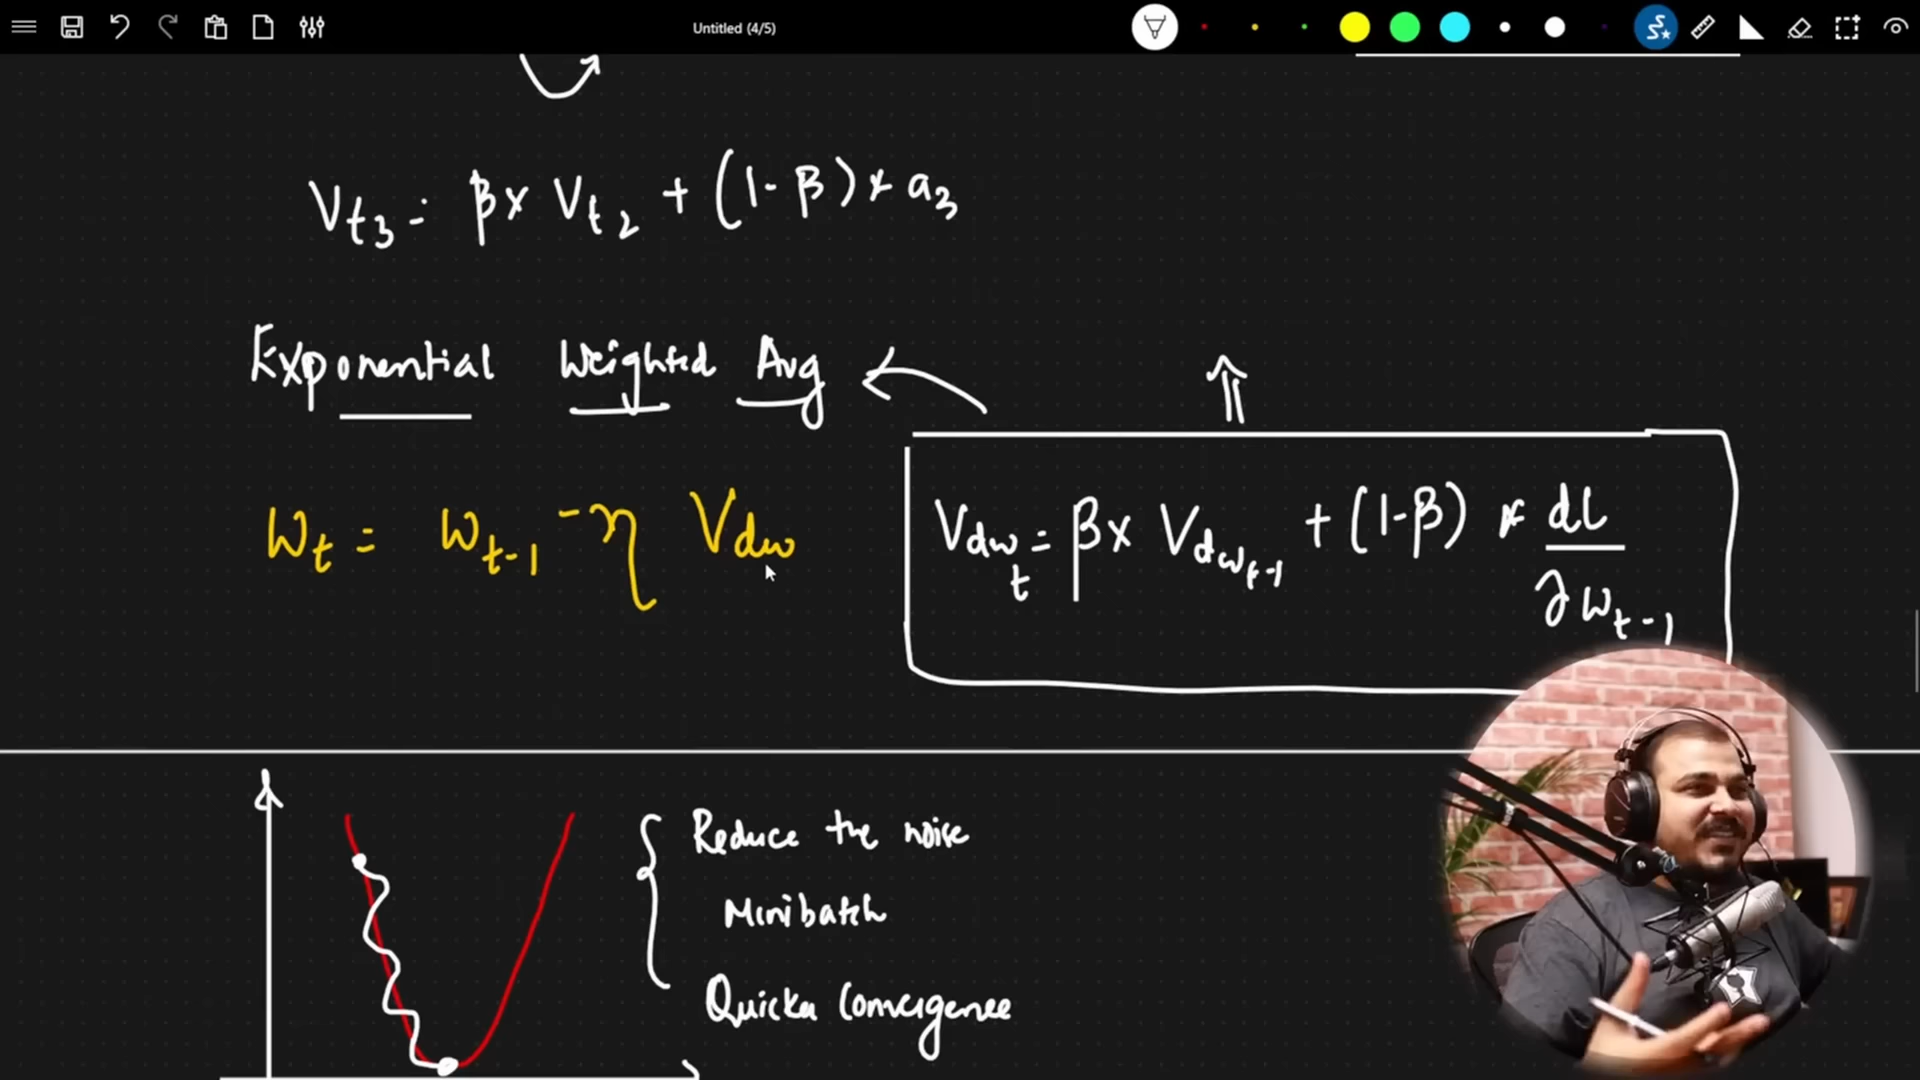 Untitled (4/5)
Vt3 = β × Vt2 + (1-β) * a3
Exponential Weighted Avg
Wt = Wt-1 - η Vdw
Vdwt = β × Vdwt-1 + (1-β) * dL/∂Wt-1
Reduce the noise
Minibatch
Quicker Convergence